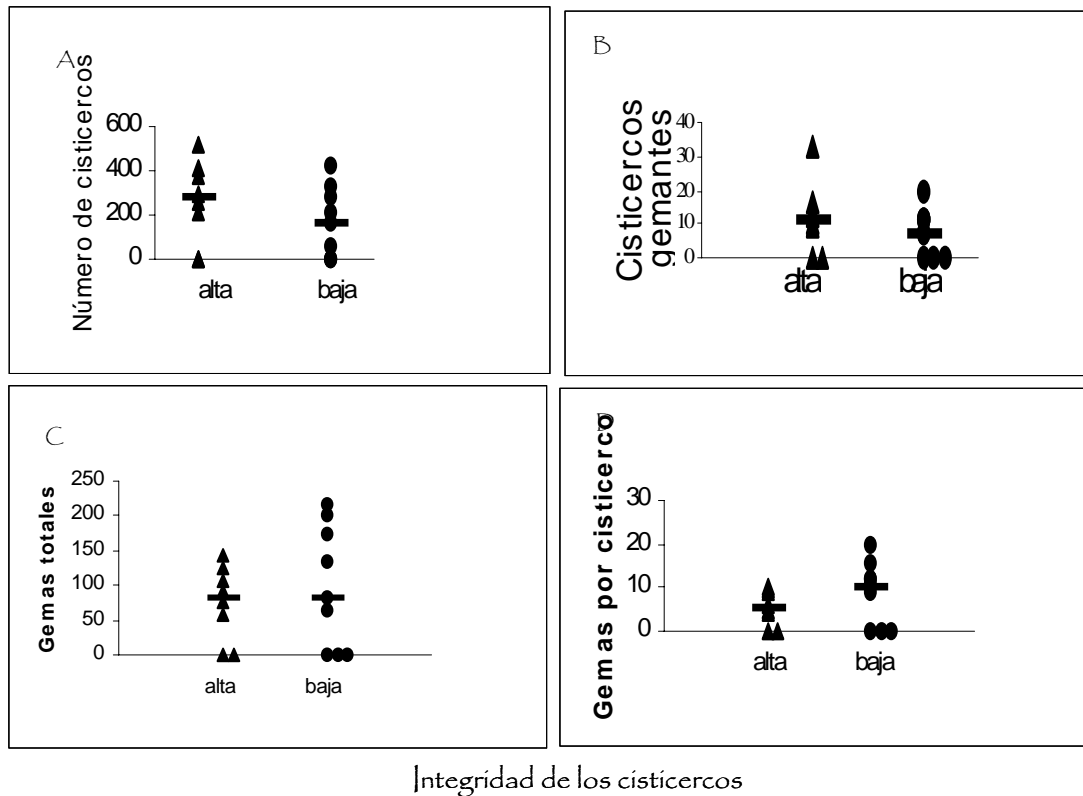 A
Número de cisticercos
600
400
200
0
alta baja
B
Cisticercos
gemantes
40
30
20
10
0
alta baja
C
Gemas totales
250
200
150
100
50
0
alta baja
D
Gemas por cisticerco
30
20
10
0
alta baja
Integridad de los cisticercos